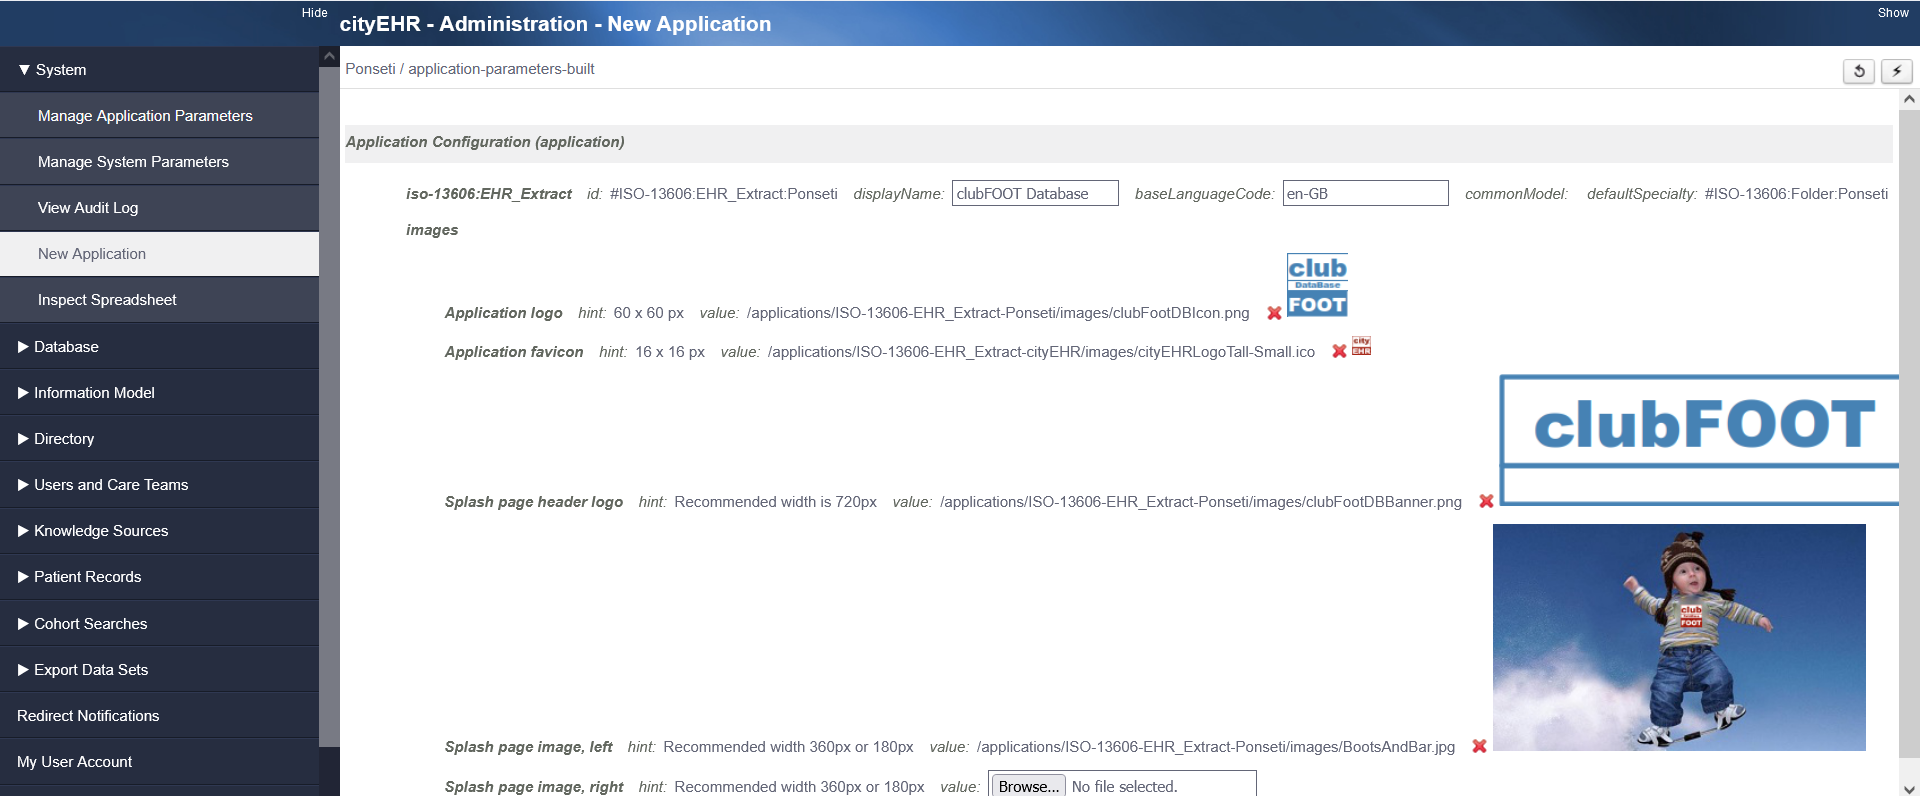 Hide
cityEHR - Administration - New Application
Show
▼ System
Manage Application Parameters
Manage System Parameters
View Audit Log
New Application
Inspect Spreadsheet
▶ Database
▶ Information Model
▶ Directory
▶ Users and Care Teams
▶ Knowledge Sources
▶ Patient Records
▶ Cohort Searches
▶ Export Data Sets
Redirect Notifications
My User Account
Ponseti / application-parameters-built
Application Configuration (application)
iso-13606:EHR_Extract id: #ISO-13606:EHR_Extract:Ponseti displayName: clubFOOT Database baseLanguageCode: en-GB commonModel: defaultSpecialty: #ISO-13606:Folder:Ponseti
images
club
DataBase
FOOT
Application logo hint: 60 x 60 px value: /applications/ISO-13606-EHR_Extract-Ponseti/images/clubFootDBIcon.png
Application favicon hint: 16 x 16 px value: /applications/ISO-13606-EHR_Extract-cityEHR/images/cityEHRLogoTall-Small.ico
city
EHR
clubFOOT
Splash page header logo hint: Recommended width is 720px value: /applications/ISO-13606-EHR_Extract-Ponseti/images/clubFootDBBanner.png
club
FOOT
Splash page image, left hint: Recommended width 360px or 180px value: /applications/ISO-13606-EHR_Extract-Ponseti/images/BootsAndBar.jpg
Splash page image, right hint: Recommended width 360px or 180px value: Browse... No file selected.